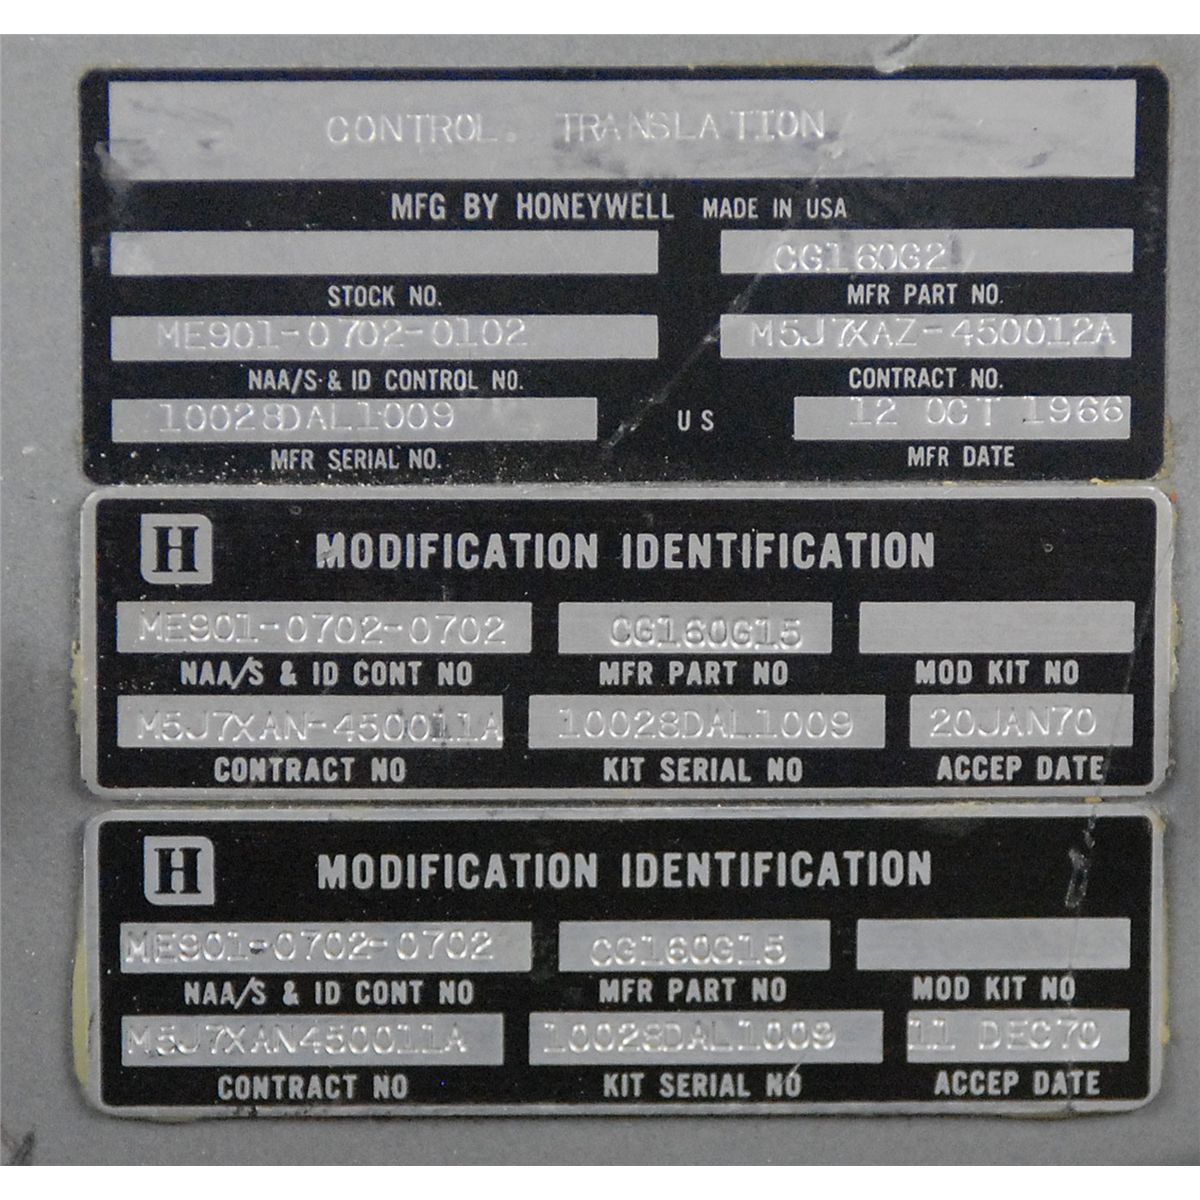 CONTROL. TRANSLATION
MFG BY HONEYWELL MADE IN USA
CG160G2
STOCK NO. MFR PART NO.
ME901-0702-0102 M5J7XAZ-450012A
NAA/S & ID CONTROL NO. CONTRACT NO.
10028DAL1009 US 12 OCT 1966
MFR SERIAL NO. MFR DATE
H MODIFICATION IDENTIFICATION
ME901-0702-0702 CG160G15
NAA/S & ID CONT NO MFR PART NO MOD KIT NO
M5J7XAN-450011A 10028DAL1009 20JAN70
CONTRACT NO KIT SERIAL NO ACCEP DATE
H MODIFICATION IDENTIFICATION
ME901-0702-0702 CG160G15
NAA/S & ID CONT NO MFR PART NO MOD KIT NO
M5J7XAN450011A 10028DAL1009 11 DEC70
CONTRACT NO KIT SERIAL NO ACCEP DATE